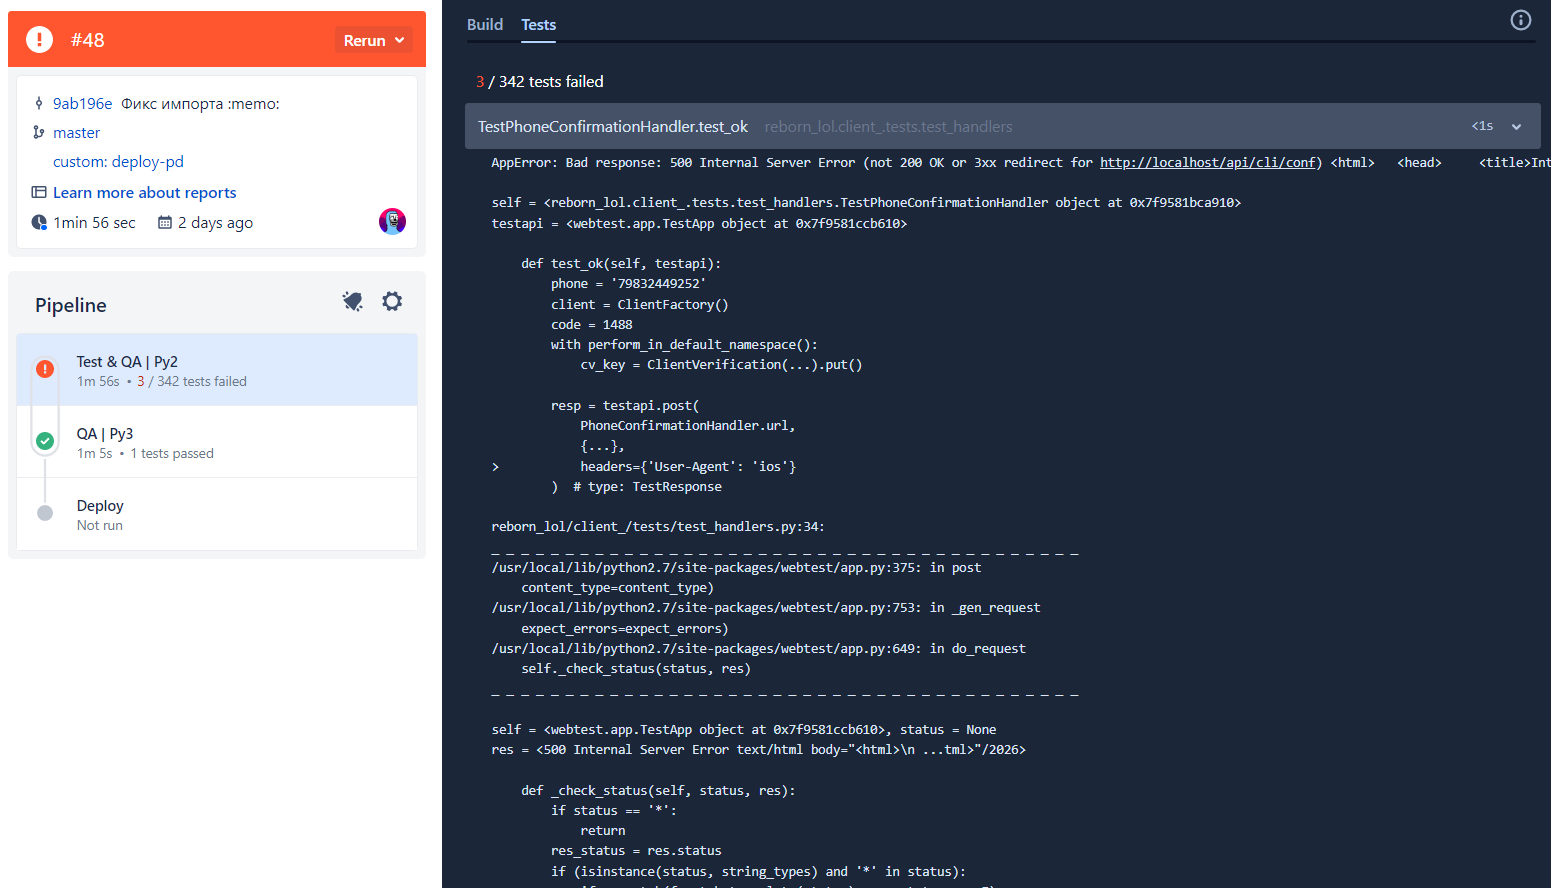 #48
Rerun
9ab196e Фикс импорта :memo:
master
custom: deploy-pd
Learn more about reports
1min 56 sec 2 days ago
Pipeline
Test & QA | Py2
1m 56s • 3 / 342 tests failed
QA | Py3
1m 5s • 1 tests passed
Deploy
Not run
Build Tests
3 / 342 tests failed
TestPhoneConfirmationHandler.test_ok reborn_lol.client_.tests.test_handlers <1s
AppError: Bad response: 500 Internal Server Error (not 200 OK or 3xx redirect for http://localhost/api/cli/conf) <html> <head> <title>Int
self = <reborn_lol.client_.tests.test_handlers.TestPhoneConfirmationHandler object at 0x7f9581bca910>
testapi = <webtest.app.TestApp object at 0x7f9581ccb610>
def test_ok(self, testapi):
phone = '79832449252'
client = ClientFactory()
code = 1488
with perform_in_default_namespace():
cv_key = ClientVerification(...).put()
resp = testapi.post(
PhoneConfirmationHandler.url,
{...},
> headers={'User-Agent': 'ios'}
) # type: TestResponse
reborn_lol/client_/tests/test_handlers.py:34:
_ _ _ _ _ _ _ _ _ _ _ _ _ _ _ _ _ _ _ _ _ _ _ _ _ _ _ _ _ _ _ _ _ _ _ _ _ _ _ _
/usr/local/lib/python2.7/site-packages/webtest/app.py:375: in post
content_type=content_type)
/usr/local/lib/python2.7/site-packages/webtest/app.py:753: in _gen_request
expect_errors=expect_errors)
/usr/local/lib/python2.7/site-packages/webtest/app.py:649: in do_request
self._check_status(status, res)
_ _ _ _ _ _ _ _ _ _ _ _ _ _ _ _ _ _ _ _ _ _ _ _ _ _ _ _ _ _ _ _ _ _ _ _ _ _ _ _
self = <webtest.app.TestApp object at 0x7f9581ccb610>, status = None
res = <500 Internal Server Error text/html body="<html>\n ...tml>"/2026>
def _check_status(self, status, res):
if status == '*':
return
res_status = res.status
if (isinstance(status, string_types) and '*' in status):